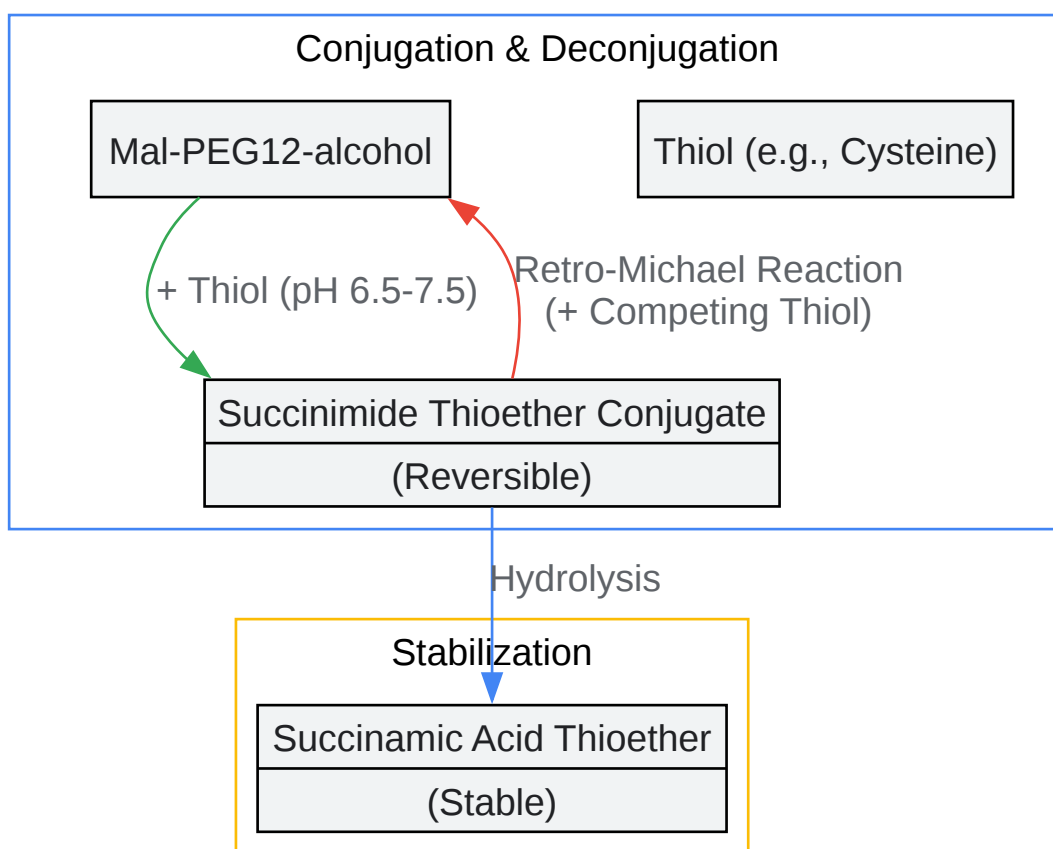 Conjugation & Deconjugation
Mal-PEG12-alcohol
Thiol (e.g., Cysteine)
+ Thiol (pH 6.5-7.5)
Retro-Michael Reaction
(+ Competing Thiol)
Succinimide Thioether Conjugate
(Reversible)
Hydrolysis
Stabilization
Succinamic Acid Thioether
(Stable)